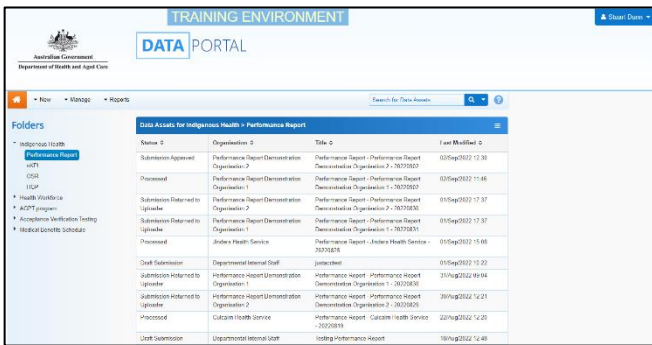 TRAINING ENVIRONMENT
Stuart Dunn
Australian Government
Department of Health and Aged Care
DATA PORTAL
New Manage Reports
Search for Data Assets
Folders
Data Assets for Indigenous Health > Performance Report
Status Organisation Title Last Modified
Indigenous Health
Performance Report
nKPI
OSR
HCP
Health Workforce
AGPT program
Acceptance Verification Testing
Medical Benefits Schedule
Submission Approved Performance Report Demonstration Performance Report - Performance Report 02/Sep/2022 12:30
Organisation 2 Demonstration Organisation 2 - 20220902
Processed Performance Report Demonstration Performance Report - Performance Report 02/Sep/2022 11:46
Organisation 1 Demonstration Organisation 1 - 20220902
Submission Returned to Performance Report Demonstration Performance Report - Performance Report 01/Sep/2022 17:37
Uploader Organisation 2 Demonstration Organisation 2 - 20220830
Submission Returned to Performance Report Demonstration Performance Report - Performance Report 01/Sep/2022 17:37
Uploader Organisation 1 Demonstration Organisation 1 - 20220831
Processed Jindera Health Service Performance Report - Jindera Health Service - 01/Sep/2022 15:08
20220826
Draft Submission Departmental Internal Staff 01/Sep/2022 10:22
Submission Returned to Performance Report Demonstration Performance Report - Performance Report 31/Aug/2022 09:04
Uploader Organisation 1 Demonstration Organisation 1 - 20220830
Submission Returned to Performance Report Demonstration Performance Report - Performance Report 30/Aug/2022 12:21
Uploader Organisation 2 Demonstration Organisation 2 - 20220829
Processed Culcairn Health Service Performance Report - Culcairn Health Service 22/Aug/2022 12:20
- 20220819
Draft Submission Departmental Internal Staff Testing Performance Report 18/Aug/2022 12:48